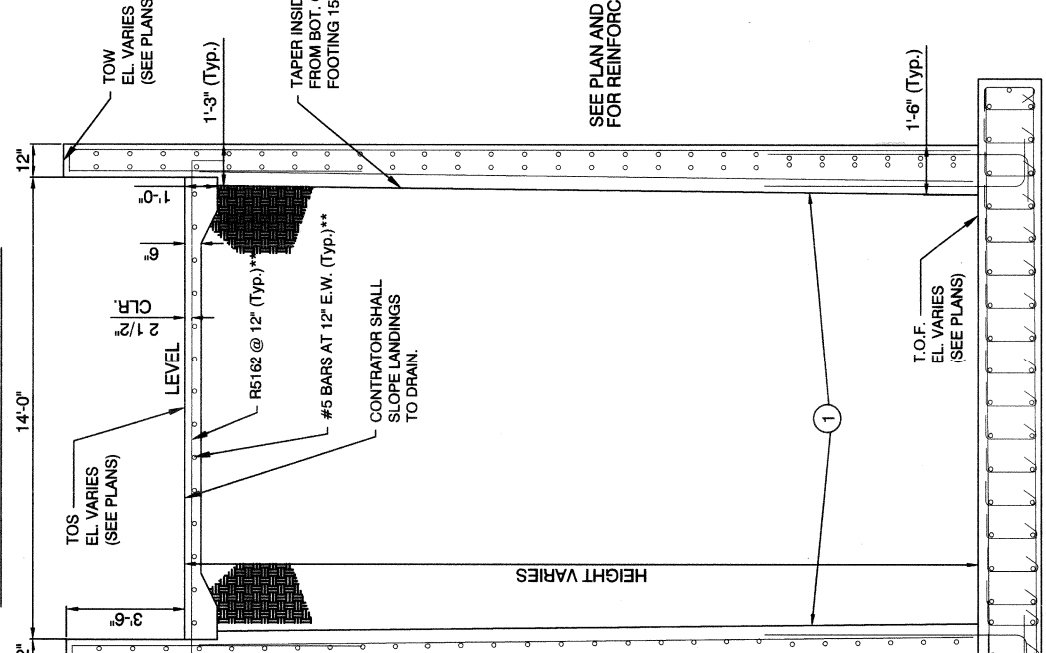 TOW
EL. VARIES
(SEE PLANS
12"
1'-3" (Typ.)
TAPER INSID
FROM BOT.
FOOTING 15
SEE PLAN AND
FOR REINFORC
1'-6" (Typ.)
1'-0"
6"
2 1/2"
CLR.
LEVEL
14'-0"
R5162 @ 12" (Typ.)**
#5 BARS AT 12" E.W. (Typ.)**
CONTRATOR SHALL
SLOPE LANDINGS
TO DRAIN.
T.O.F.
EL. VARIES
(SEE PLANS)
1
TOS
EL. VARIES
(SEE PLANS)
HEIGHT VARIES
3'-6"